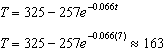 T = 325 − 257e^−0.066t
T = 325 − 257e^−0.066(7) ≈ 163